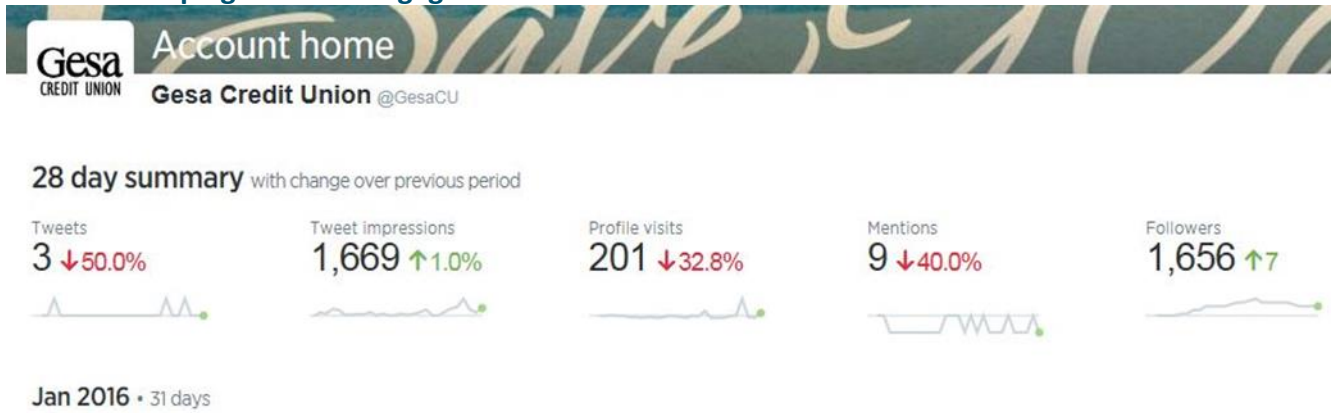 Account home
Gesa
CREDIT UNION
Gesa Credit Union @GesaCU
28 day summary with change over previous period
Tweets
3 ↓50.0%
Tweet impressions
1,669 ↑1.0%
Profile visits
201 ↓32.8%
Mentions
9 ↓40.0%
Followers
1,656 ↑7
Jan 2016 • 31 days